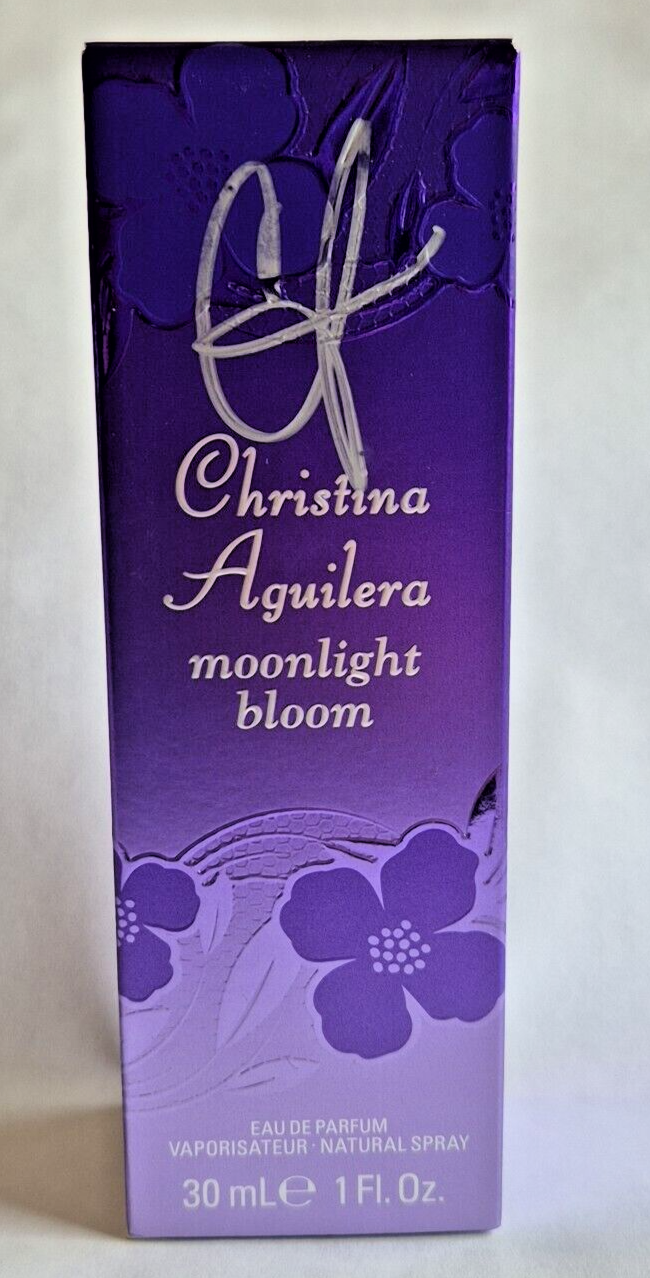 Christina
Aguilera
moonlight
bloom
EAU DE PARFUM
VAPORISATEUR · NATURAL SPRAY
30 mL ℮ 1 Fl. Oz.